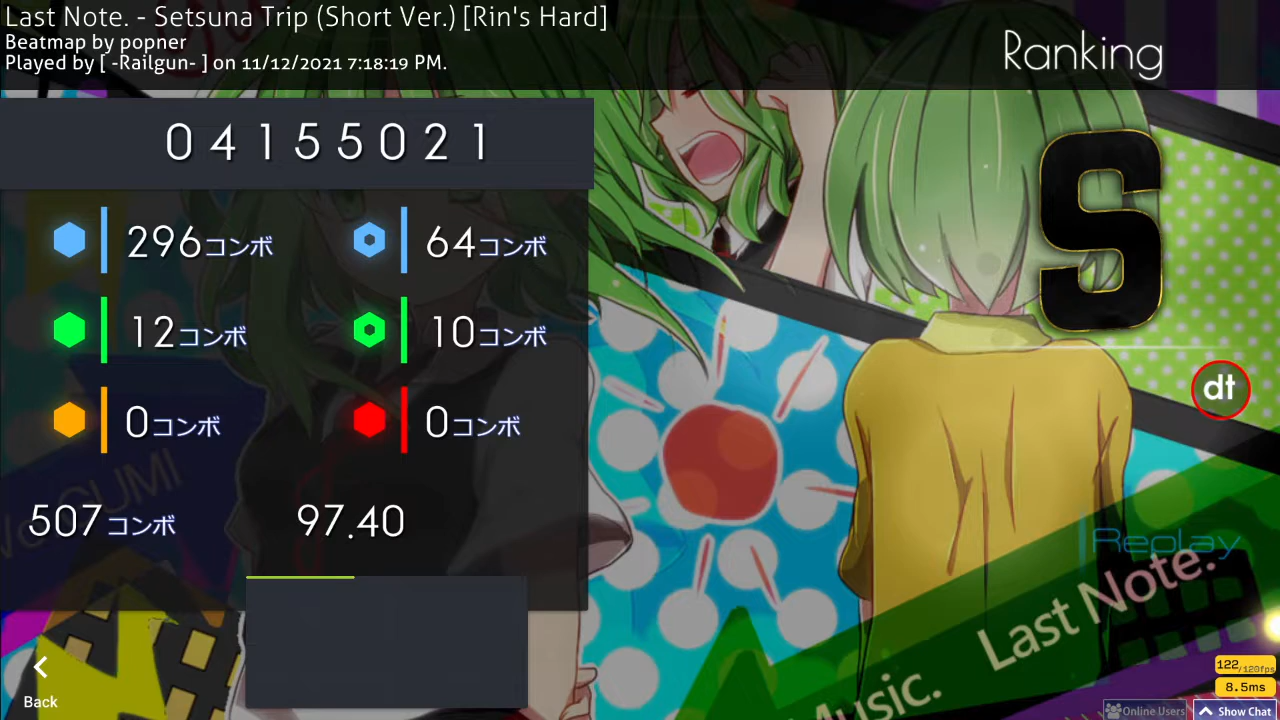 Last Note. - Setsuna Trip (Short Ver.) [Rin's Hard]
Beatmap by popner
Played by [ -Railgun- ] on 11/12/2021 7:18:19 PM.
Ranking
04155021
S
296コンボ 64コンボ
12コンボ 10コンボ
dt
0コンボ 0コンボ
GUMI
507コンボ 97.40
Replay
Last Note.
Music.
Back
122/120fps
8.5ms
Online Users
Show Chat